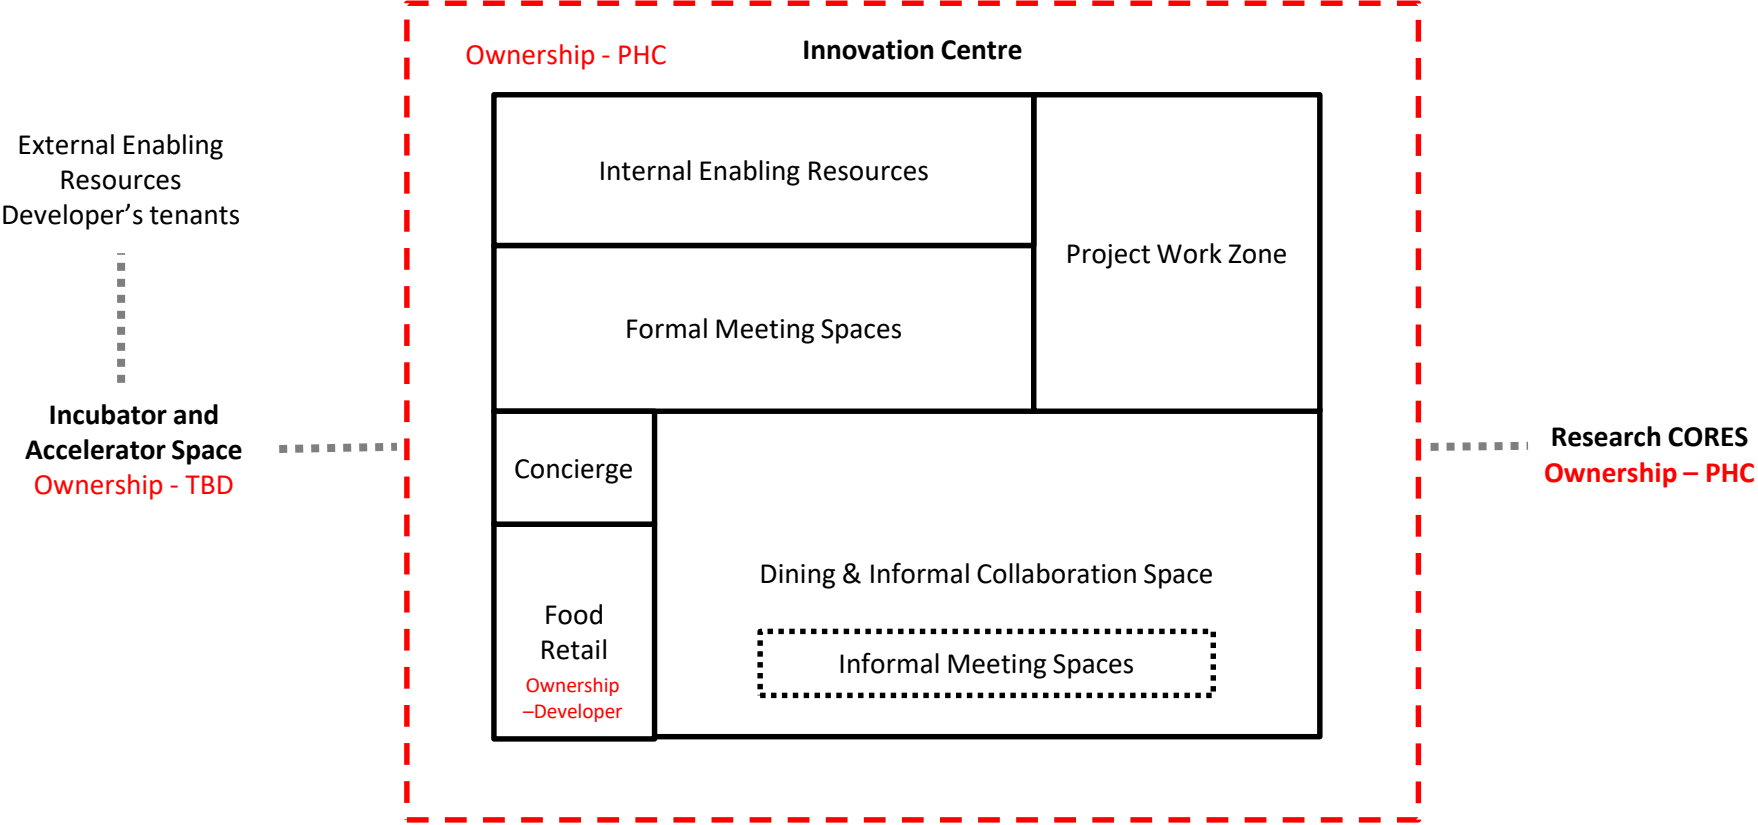 Ownership - PHC
Innovation Centre
External Enabling
Resources
Developer’s tenants
Incubator and
Accelerator Space
Ownership - TBD
Internal Enabling Resources
Project Work Zone
Formal Meeting Spaces
Concierge
Food
Retail
Ownership
–Developer
Dining & Informal Collaboration Space
Informal Meeting Spaces
Research CORES
Ownership – PHC